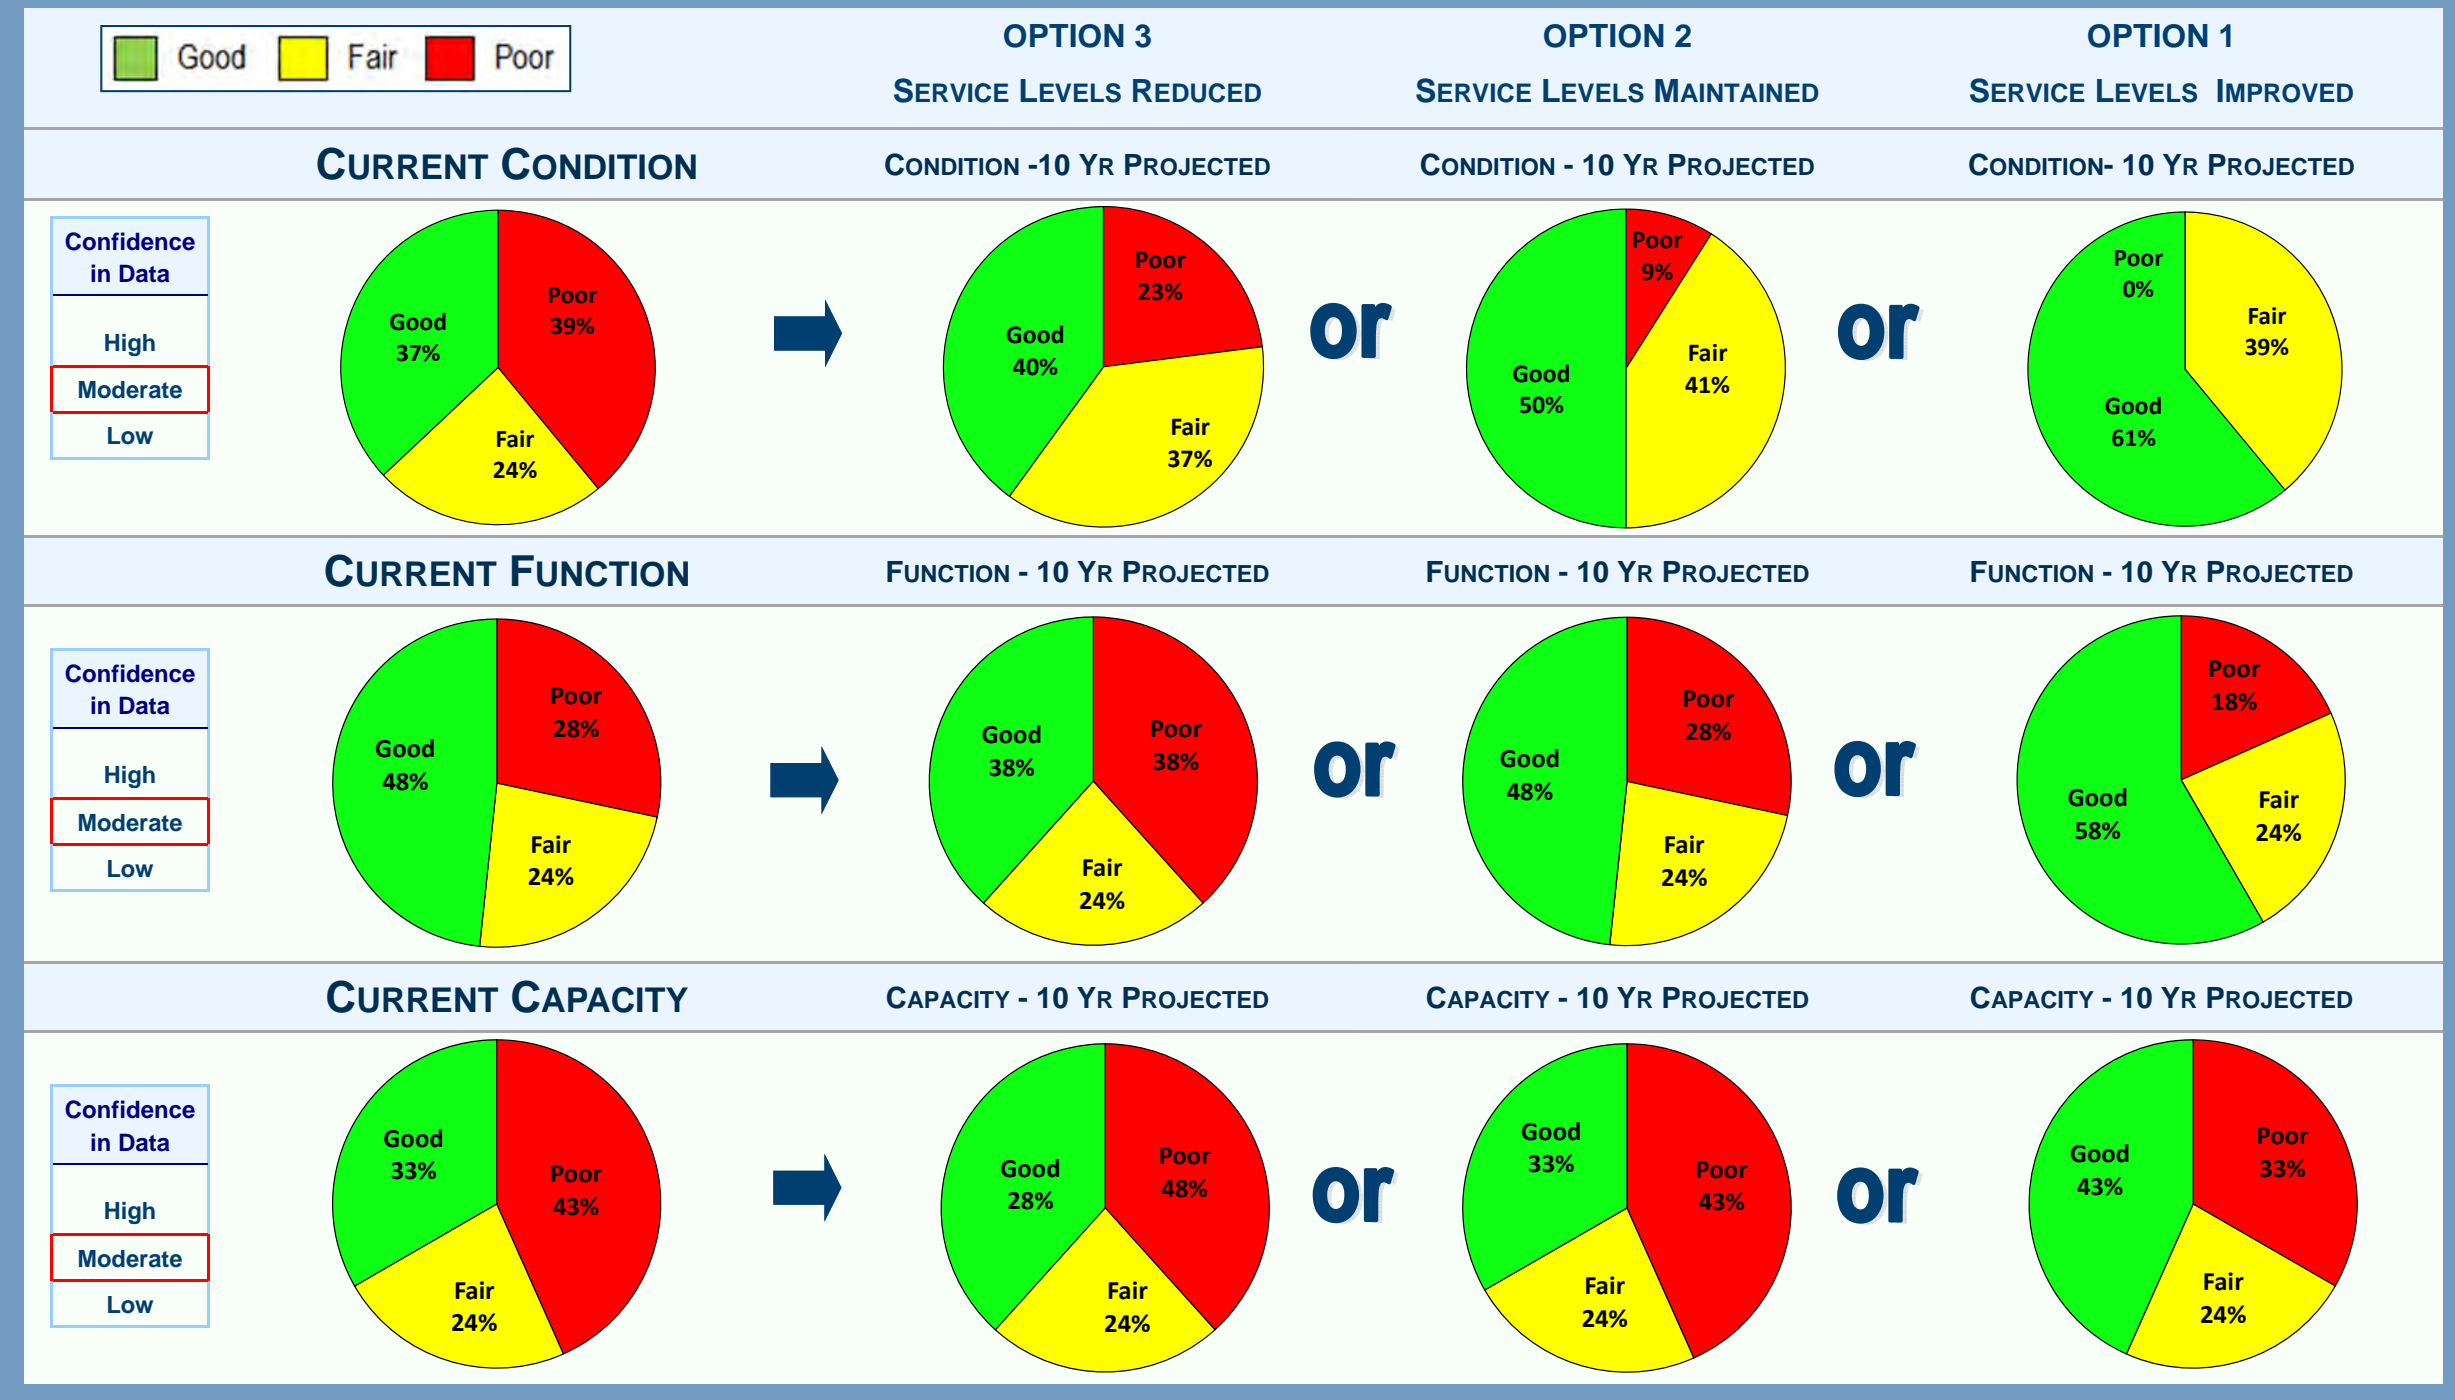 Good Fair Poor
OPTION 3
SERVICE LEVELS REDUCED
OPTION 2
SERVICE LEVELS MAINTAINED
OPTION 1
SERVICE LEVELS IMPROVED
CURRENT CONDITION
CONDITION -10 YR PROJECTED
CONDITION - 10 YR PROJECTED
CONDITION- 10 YR PROJECTED
Confidence
in Data
High
Moderate
Low
Good
37%
Poor
39%
Fair
24%
Poor
23%
Good
40%
Fair
37%
or
Poor
9%
Fair
41%
Good
50%
or
Poor
0%
Fair
39%
Good
61%
CURRENT FUNCTION
FUNCTION - 10 YR PROJECTED
FUNCTION - 10 YR PROJECTED
FUNCTION - 10 YR PROJECTED
Confidence
in Data
High
Moderate
Low
Poor
28%
Good
48%
Fair
24%
Good
38%
Poor
38%
Fair
24%
or
Poor
28%
Good
48%
Fair
24%
or
Poor
18%
Good
58%
Fair
24%
CURRENT CAPACITY
CAPACITY - 10 YR PROJECTED
CAPACITY - 10 YR PROJECTED
CAPACITY - 10 YR PROJECTED
Confidence
in Data
High
Moderate
Low
Good
33%
Poor
43%
Fair
24%
Good
28%
Poor
48%
Fair
24%
or
Good
33%
Poor
43%
Fair
24%
or
Good
43%
Poor
33%
Fair
24%